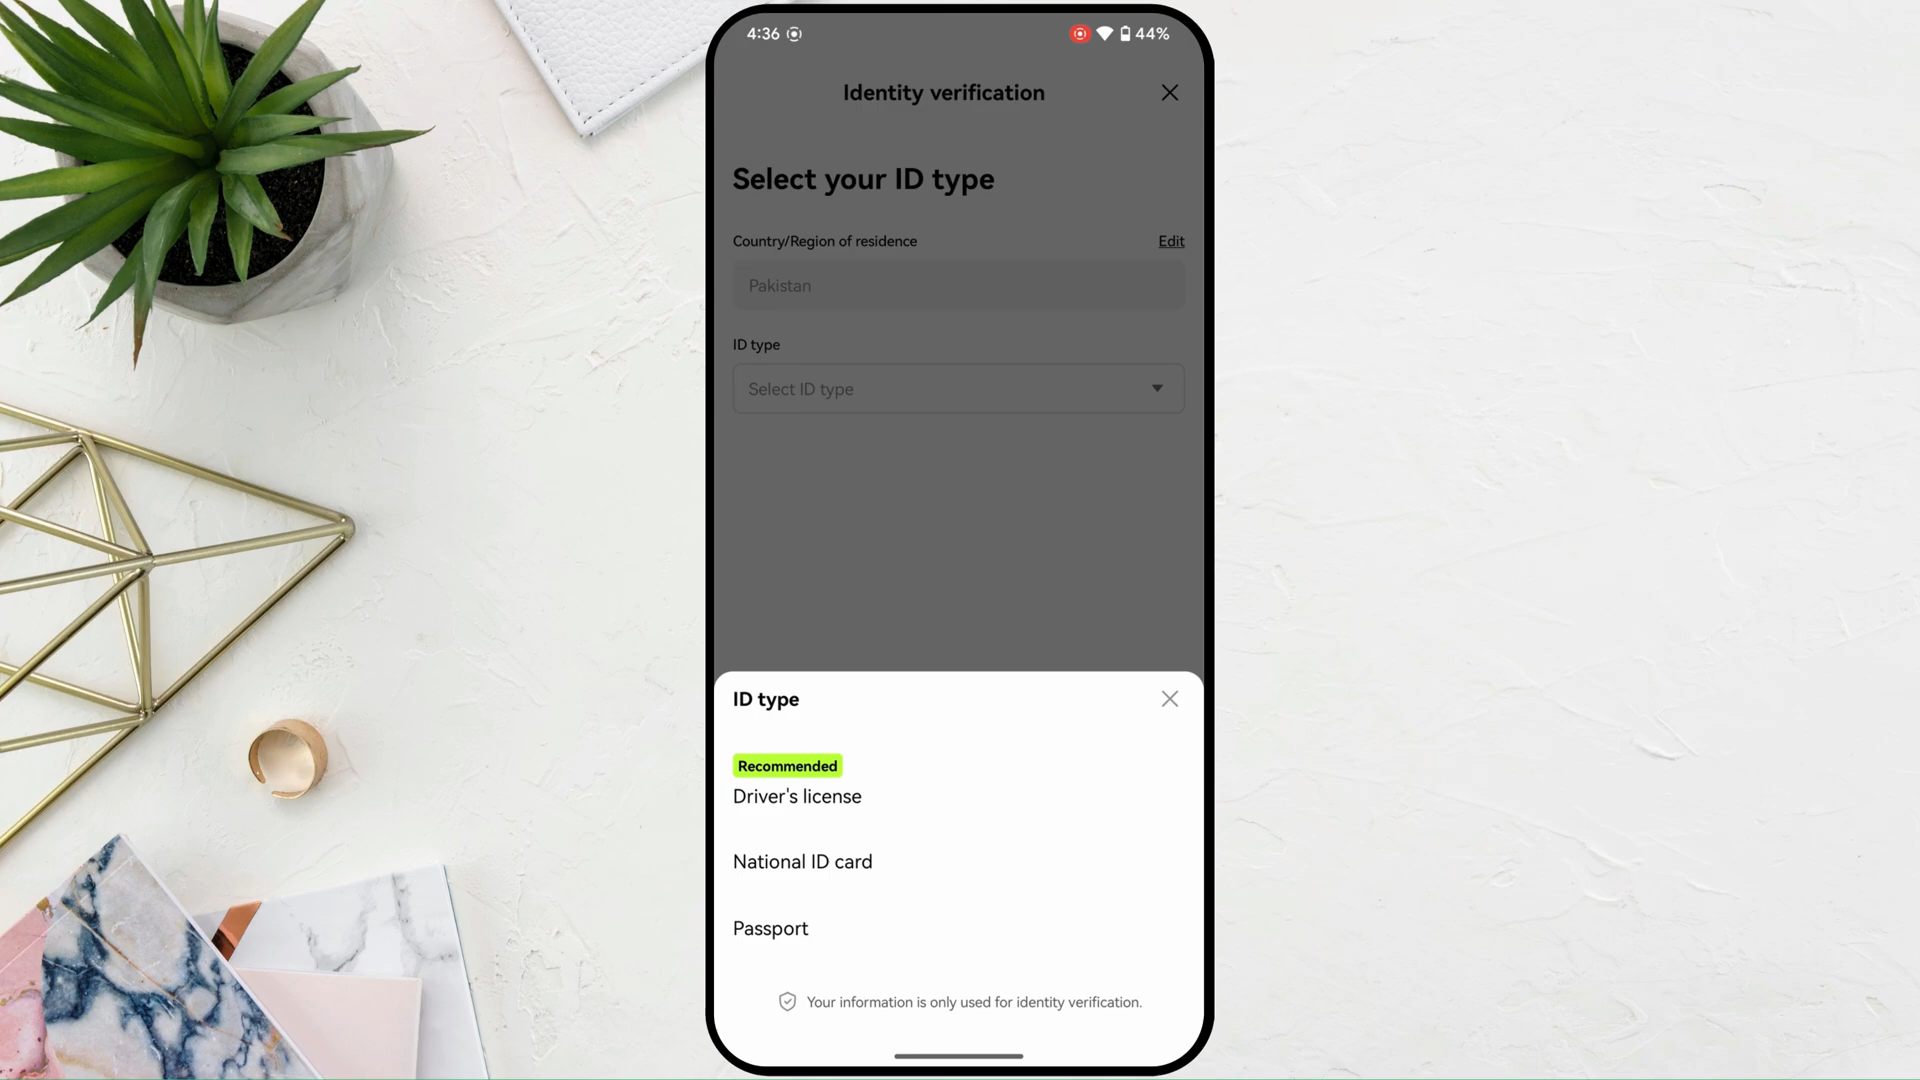 4:36
44%
Identity verification
Select your ID type
Country/Region of residence
Edit
Pakistan
ID type
Select ID type
ID type
Recommended
Driver's license
National ID card
Passport
Your information is only used for identity verification.